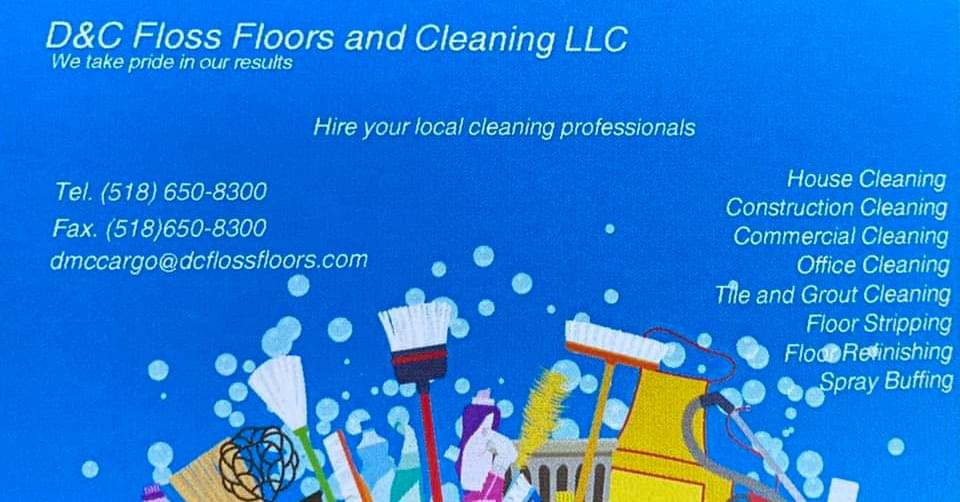 D&C Floss Floors and Cleaning LLC
We take pride in our results
Hire your local cleaning professionals
Tel. (518) 650-8300
Fax. (518)650-8300
dmccargo@dcflossfloors.com
House Cleaning
Construction Cleaning
Commercial Cleaning
Office Cleaning
Tile and Grout Cleaning
Floor Stripping
Floor Refinishing
Spray Buffing